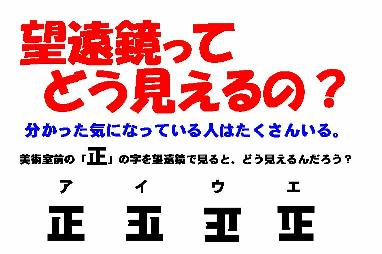 望遠鏡って
どう見えるの？
分かった気になっている人はたくさんいる。
美術室前の「正」の字を望遠鏡で見ると、どう見えるんだろう？
ア イ ウ エ
正